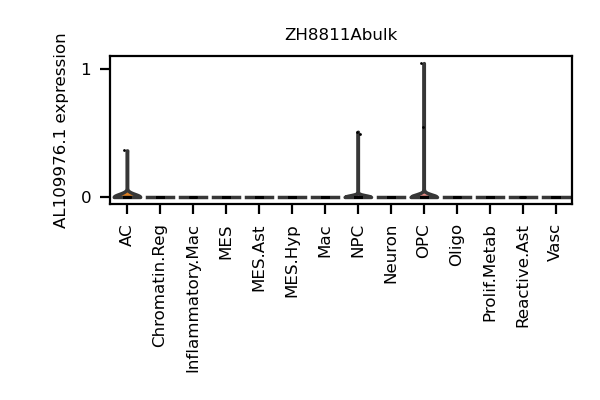 ZH8811Abulk
AL109976.1 expression
1
0
AC
Chromatin.Reg
Inflammatory.Mac
MES
MES.Ast
MES.Hyp
Mac
NPC
Neuron
OPC
Oligo
Prolif.Metab
Reactive.Ast
Vasc